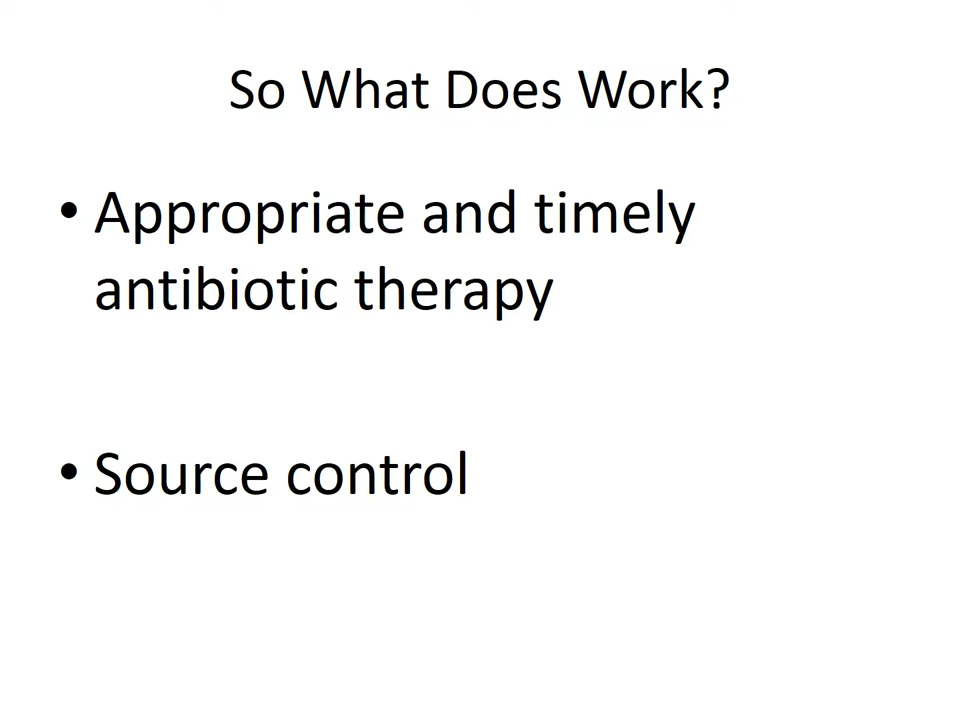 So What Does Work?
• Appropriate and timely
antibiotic therapy
• Source control